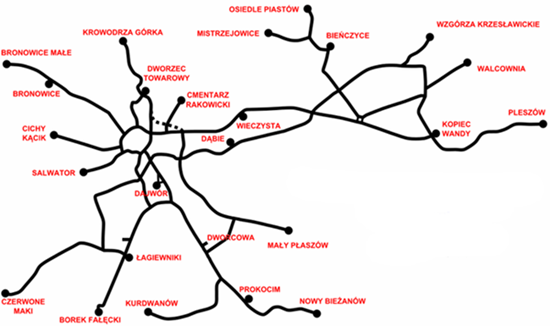 OSIEDLE PIASTÓW
WZGÓRZA KRZESŁAWICKIE
KROWODRZA GÓRKA
MISTRZEJOWICE
BIEŃCZYCE
BRONOWICE MAŁE
WALCOWNIA
DWORZEC
TOWAROWY
BRONOWICE
CMENTARZ
RAKOWICKI
PLESZÓW
WIECZYSTA
KOPIEC
WANDY
CICHY
KĄCIK
DĄBIE
SALWATOR
DAJWÓR
DWORCOWA
MAŁY PŁASZÓW
ŁAGIEWNIKI
PROKOCIM
CZERWONE
MAKI
KURDWANÓW
NOWY BIEŻANÓW
BOREK FAŁĘCKI